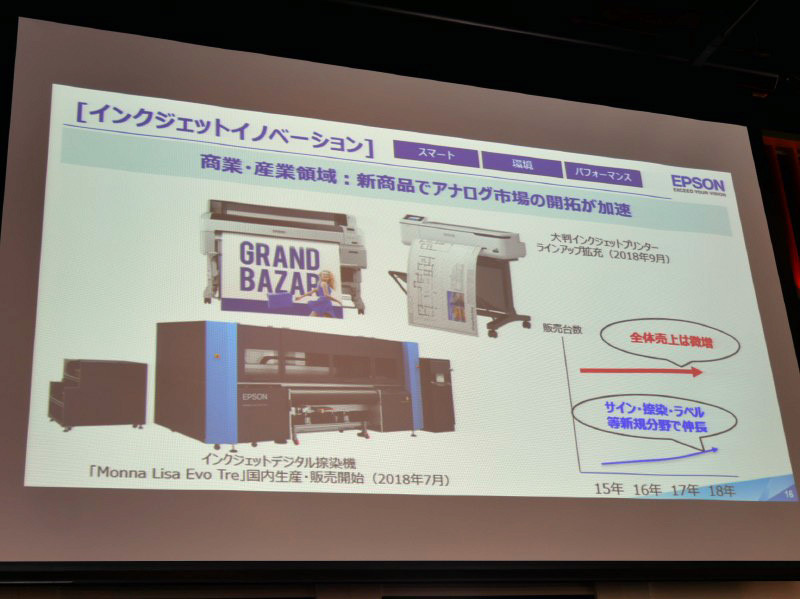 [インクジェットイノベーション]
スマート
環境
パフォーマンス
EPSON
EXCEED YOUR VISION
商業・産業領域：新商品でアナログ市場の開拓が加速
大判インクジェットプリンター
ラインアップ拡充（2018年9月）
GRAND
BAZAR
販売台数
全体売上は微増
サイン・捺染・ラベル
等新規分野で伸長
EPSON
インクジェットデジタル捺染機
「Monna Lisa Evo Tre」国内生産・販売開始（2018年7月）
15年 16年 17年 18年
16